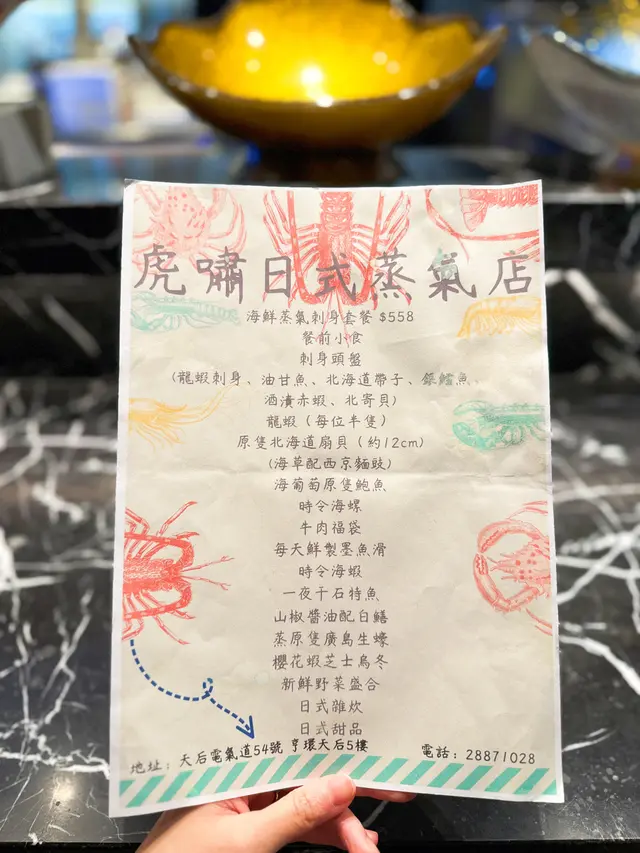 虎嘯日式蒸氣店
海鮮蒸氣刺身套餐 $558
餐前小食
刺身頭盤
(龍蝦刺身、油甘魚、北海道帶子、銀鱈魚、
酒漬赤蝦、北寄貝)
龍蝦 (每位半隻)
原隻北海道扇貝 (約12cm)
(海草配西京麵豉)
海葡萄原隻鮑魚
時令海螺
牛肉福袋
每天鮮製墨魚滑
時令海蝦
一夜干石特魚
山椒醬油配白鱔
蒸原隻廣島生蠔
櫻花蝦芝士烏冬
新鮮野菜盛合
日式雜炊
日式甜品
地址: 天后電氣道54號 亨環天后5樓 電話: 28871028